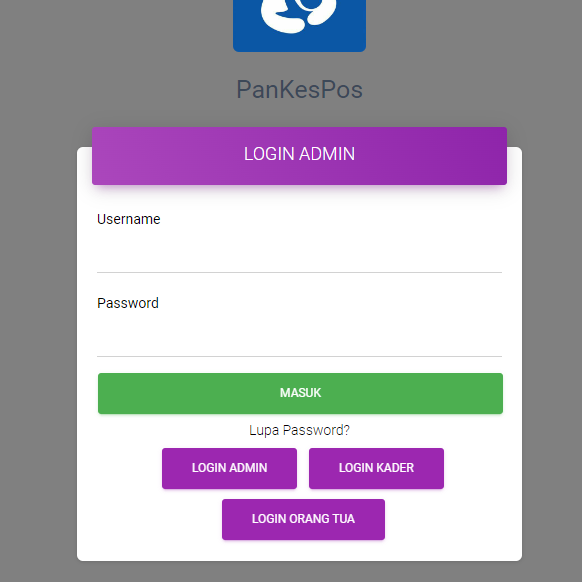 PanKesPos
LOGIN ADMIN
Username
Password
MASUK
Lupa Password?
LOGIN ADMIN LOGIN KADER
LOGIN ORANG TUA